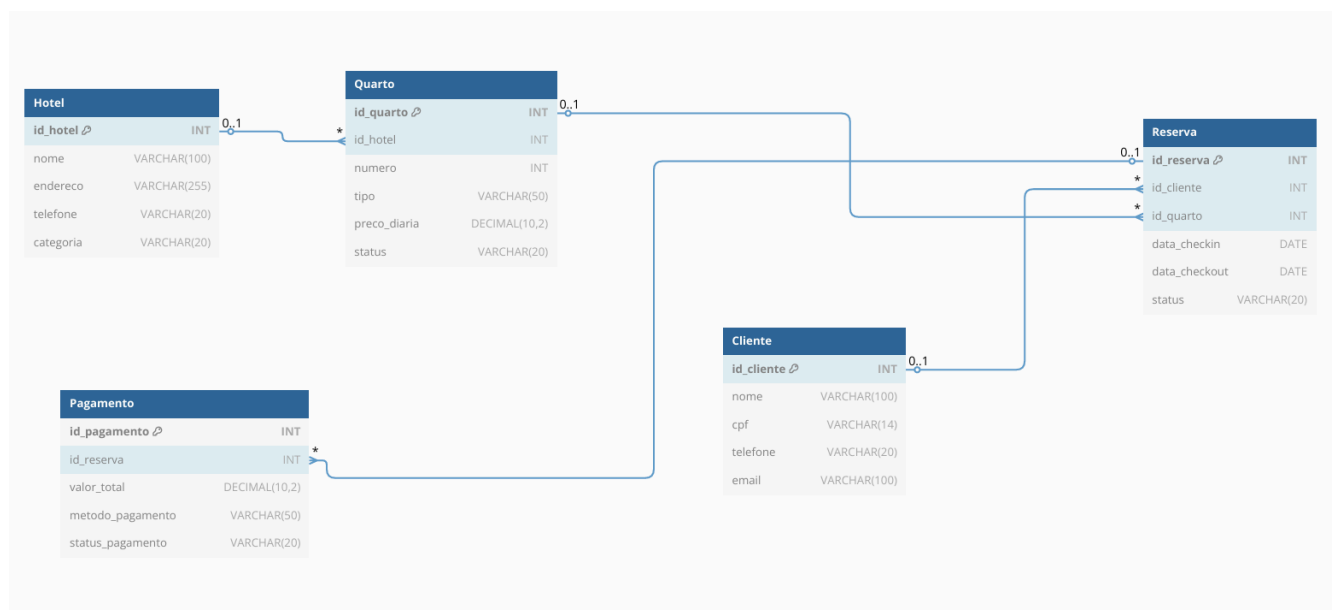 Hotel
id_hotel INT
nome VARCHAR(100)
endereco VARCHAR(255)
telefone VARCHAR(20)
categoria VARCHAR(20)
0..1
*
Quarto
id_quarto INT
id_hotel INT
numero INT
tipo VARCHAR(50)
preco_diaria DECIMAL(10,2)
status VARCHAR(20)
0..1
0..1
*
*
Reserva
id_reserva INT
id_cliente INT
id_quarto INT
data_checkin DATE
data_checkout DATE
status VARCHAR(20)
Cliente
id_cliente INT
nome VARCHAR(100)
cpf VARCHAR(14)
telefone VARCHAR(20)
email VARCHAR(100)
0..1
Pagamento
id_pagamento INT
id_reserva INT
valor_total DECIMAL(10,2)
metodo_pagamento VARCHAR(50)
status_pagamento VARCHAR(20)
*